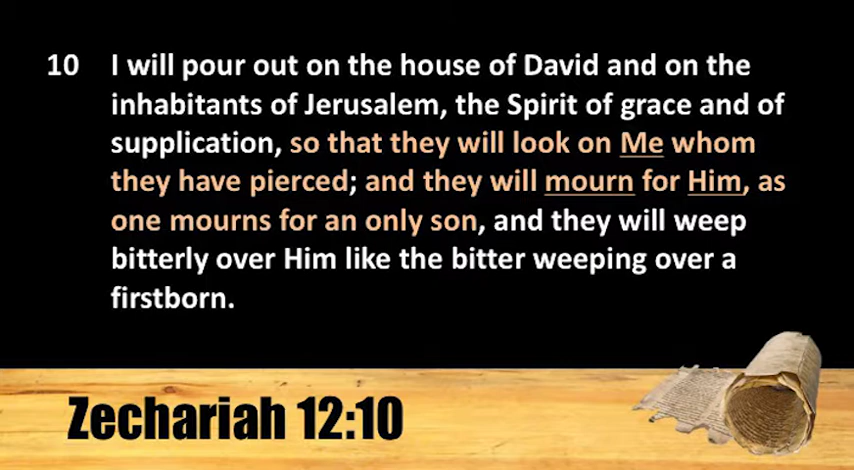 10 I will pour out on the house of David and on the
inhabitants of Jerusalem, the Spirit of grace and of
supplication, so that they will look on Me whom
they have pierced; and they will mourn for Him, as
one mourns for an only son, and they will weep
bitterly over Him like the bitter weeping over a
firstborn.
Zechariah 12:10